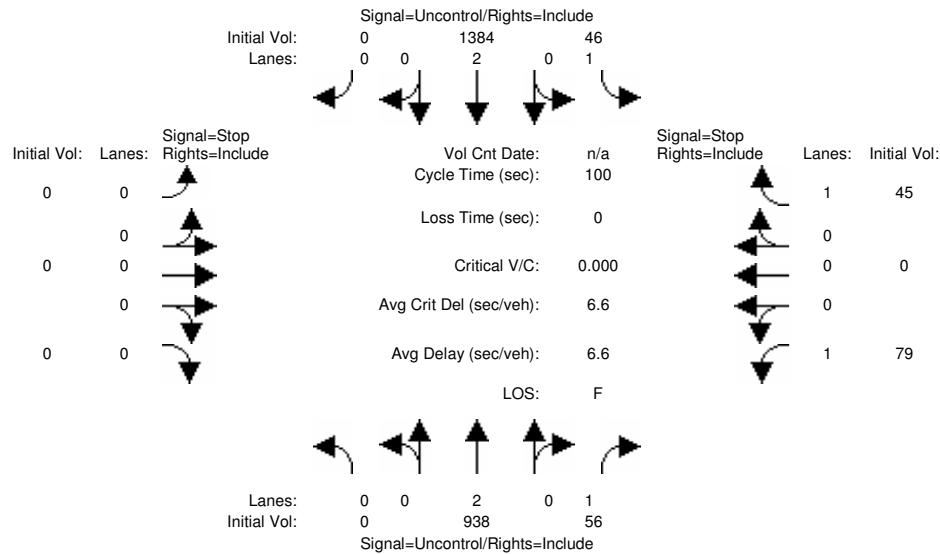 Signal=Uncontrol/Rights=Include
Initial Vol: 0 1384 46
Lanes: 0 0 2 0 1
Signal=Stop Signal=Stop
Initial Vol: Lanes: Rights=Include Vol Cnt Date: n/a Rights=Include Lanes: Initial Vol:
Cycle Time (sec): 100
0 0 1 45
Loss Time (sec): 0
0 0
0 0 Critical V/C: 0.000 0 0
0 Avg Crit Del (sec/veh): 6.6 0
0 0 Avg Delay (sec/veh): 6.6 1 79
LOS: F
Lanes: 0 0 2 0 1
Initial Vol: 0 938 56
Signal=Uncontrol/Rights=Include